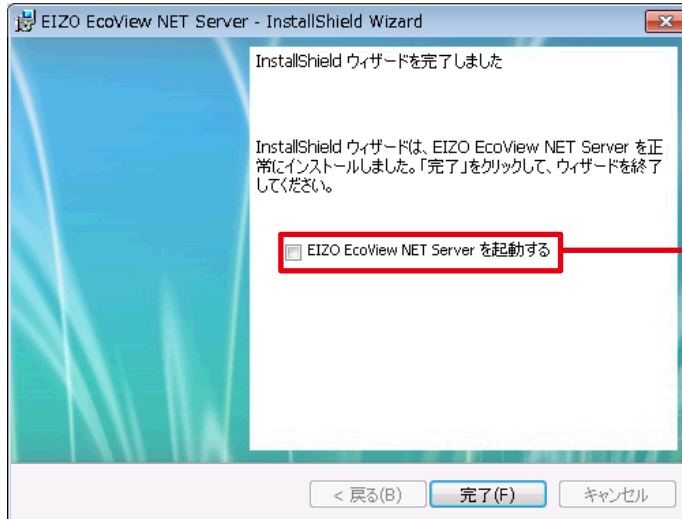 EIZO EcoView NET Server - InstallShield Wizard
InstallShield ウィザードを完了しました
InstallShield ウィザードは、EIZO EcoView NET Server を正
常にインストールしました。「完了」をクリックして、ウィザードを終了
してください。
EIZO EcoView NET Server を起動する
< 戻る(B)
完了(F)
キャンセル